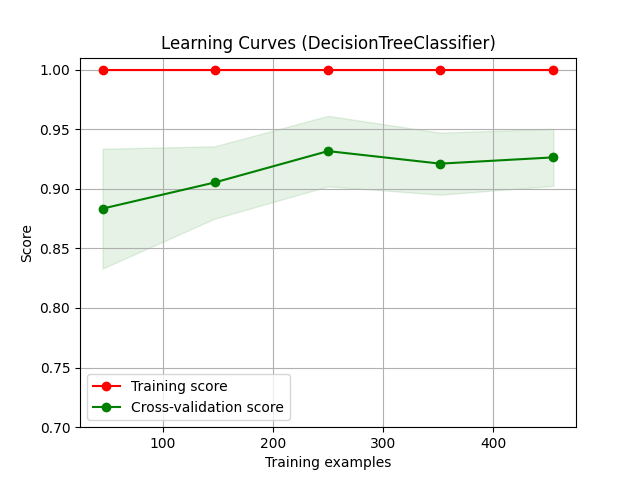 Learning Curves (DecisionTreeClassifier)
1.00
0.95
0.90
0.85
0.80
0.75
0.70
Score
Training score
Cross-validation score
100
200
300
400
Training examples